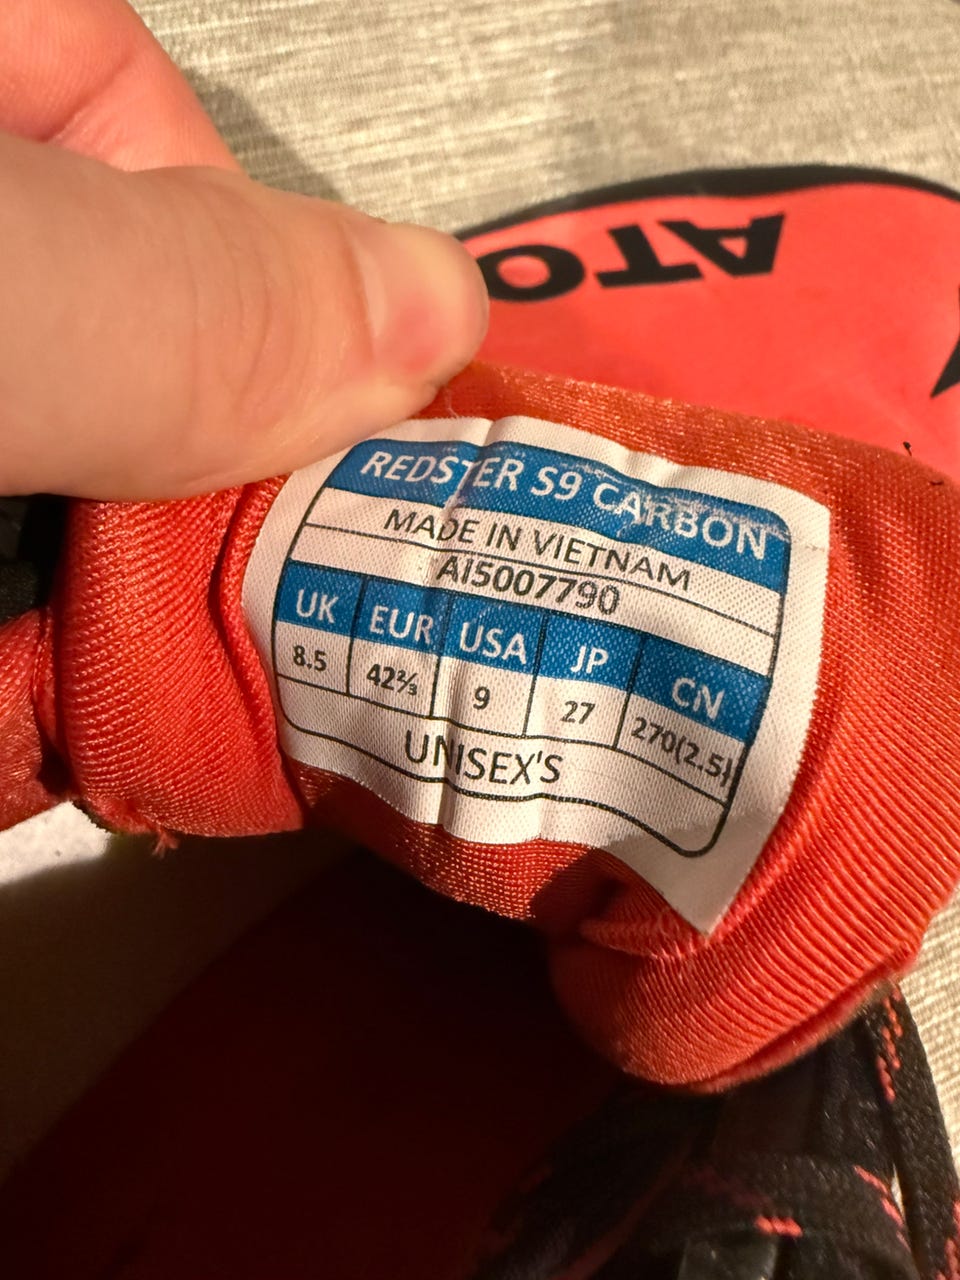 ATO
REDSTER S9 CARBON
MADE IN VIETNAM
AI5007790
UK EUR USA JP CN
8.5 42⅔ 9 27 270(2.5)
UNISEX'S